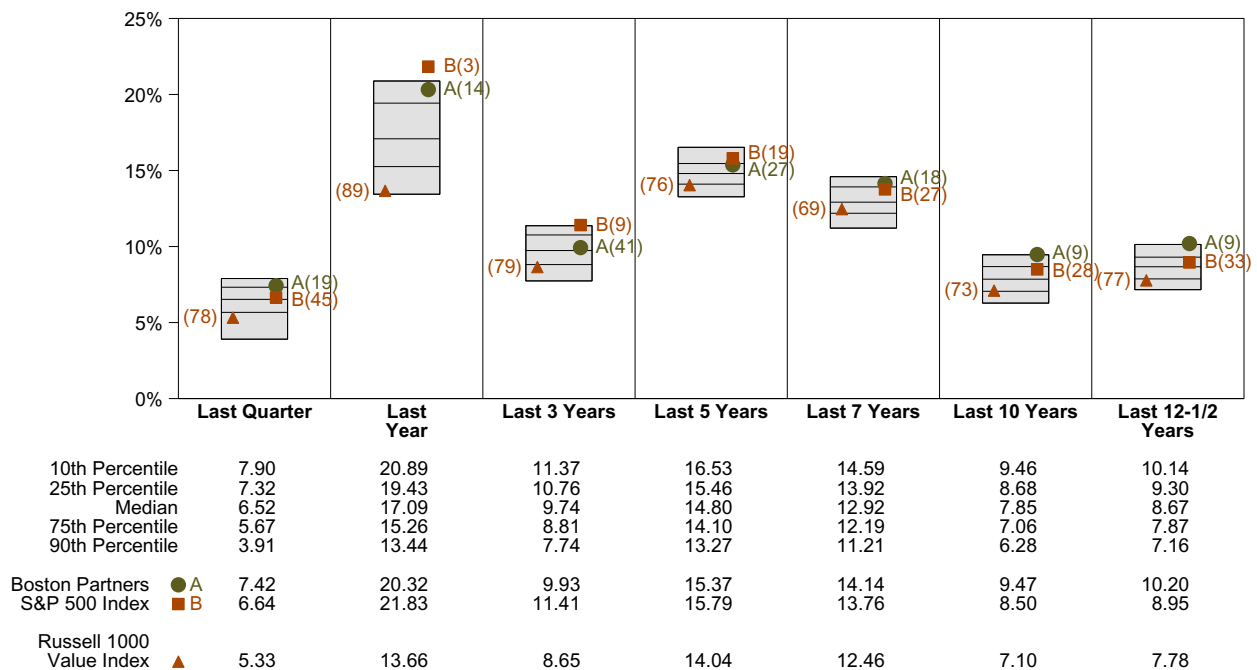 25%
20%
15%
10%
5%
0%
(78)
A(19)
B(45)
(89)
B(3)
A(14)
(79)
B(9)
A(41)
(76)
B(19)
A(27)
(69)
A(18)
B(27)
(73)
A(9)
B(28)
(77)
A(9)
B(33)
Last Quarter Last Year Last 3 Years Last 5 Years Last 7 Years Last 10 Years Last 12-1/2 Years
10th Percentile 7.90 20.89 11.37 16.53 14.59 9.46 10.14
25th Percentile 7.32 19.43 10.76 15.46 13.92 8.68 9.30
Median 6.52 17.09 9.74 14.80 12.92 7.85 8.67
75th Percentile 5.67 15.26 8.81 14.10 12.19 7.06 7.87
90th Percentile 3.91 13.44 7.74 13.27 11.21 6.28 7.16
Boston Partners A 7.42 20.32 9.93 15.37 14.14 9.47 10.20
S&P 500 Index B 6.64 21.83 11.41 15.79 13.76 8.50 8.95
Russell 1000
Value Index 5.33 13.66 8.65 14.04 12.46 7.10 7.78